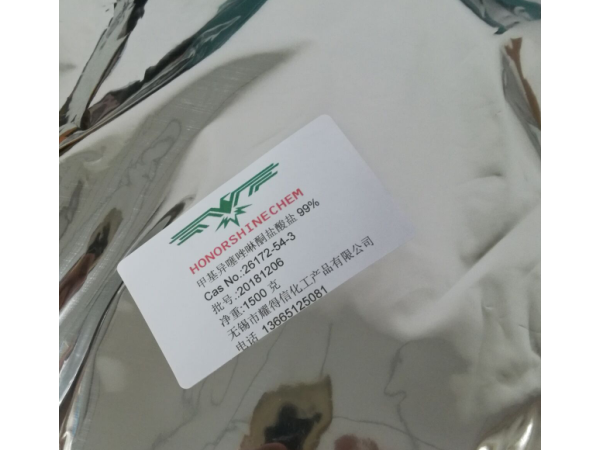 HONORSHINECHEM
甲基异噻唑啉酮盐酸盐 99%
Cas No.:26172-54-3
批号:20181206
净重:1500 克
无锡市耀得信化工产品有限公司
电话 13665125081